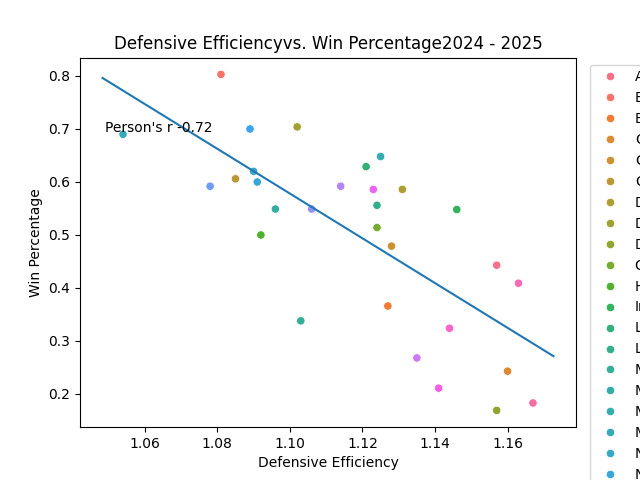 Defensive Efficiencyvs. Win Percentage2024 - 2025
Win Percentage
0.8
0.7
0.6
0.5
0.4
0.3
0.2
Person's r -0.72
1.06 1.08 1.10 1.12 1.14 1.16
Defensive Efficiency